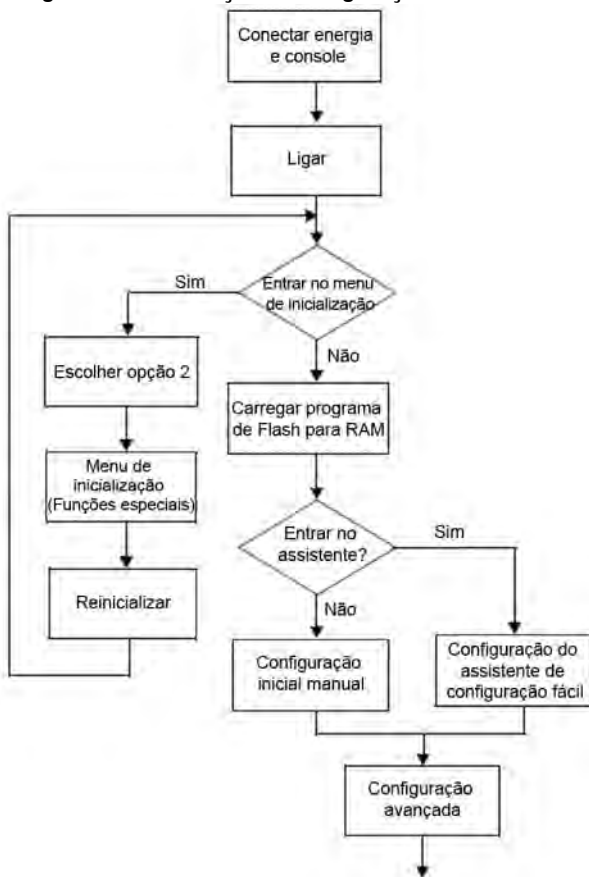 Conectar energia
e console
Ligar
Sim
Entrar no menu
de inicialização
Não
Escolher opção 2
Carregar programa
de Flash para RAM
Menu de
inicialização
(Funções especiais)
Entrar no
assistente?
Sim
Reinicializar
Não
Configuração
inicial manual
Configuração do
assistente de
configuração fácil
Configuração
avançada